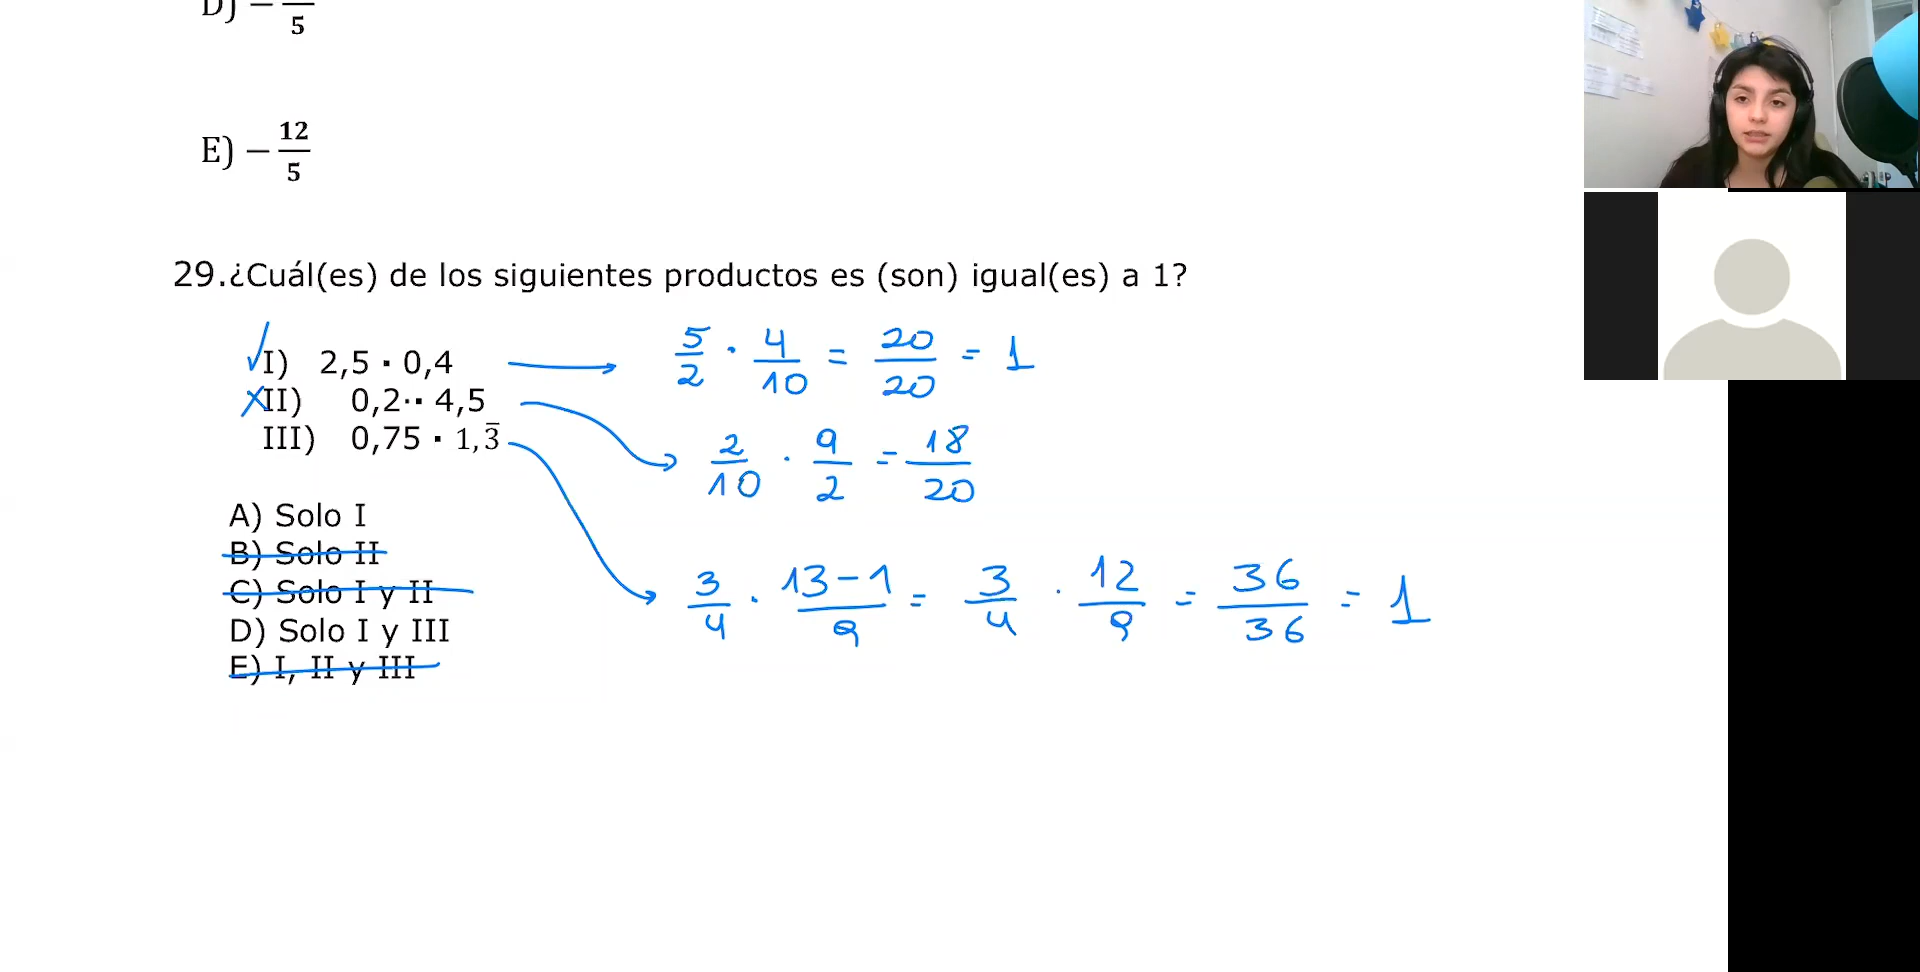 D) − —/5
E) − 12/5
29.¿Cuál(es) de los siguientes productos es (son) igual(es) a 1?
✓I) 2,5 · 0,4 → 5/2 · 4/10 = 20/20 = 1
XII) 0,2·· 4,5 → 2/10 · 9/2 = 18/20
III) 0,75 · 1,3̅ → 3/4 · 13−1/9 = 3/4 · 12/9 = 36/36 = 1
A) Solo I
B) Solo II
C) Solo I y II
D) Solo I y III
E) I, II y III